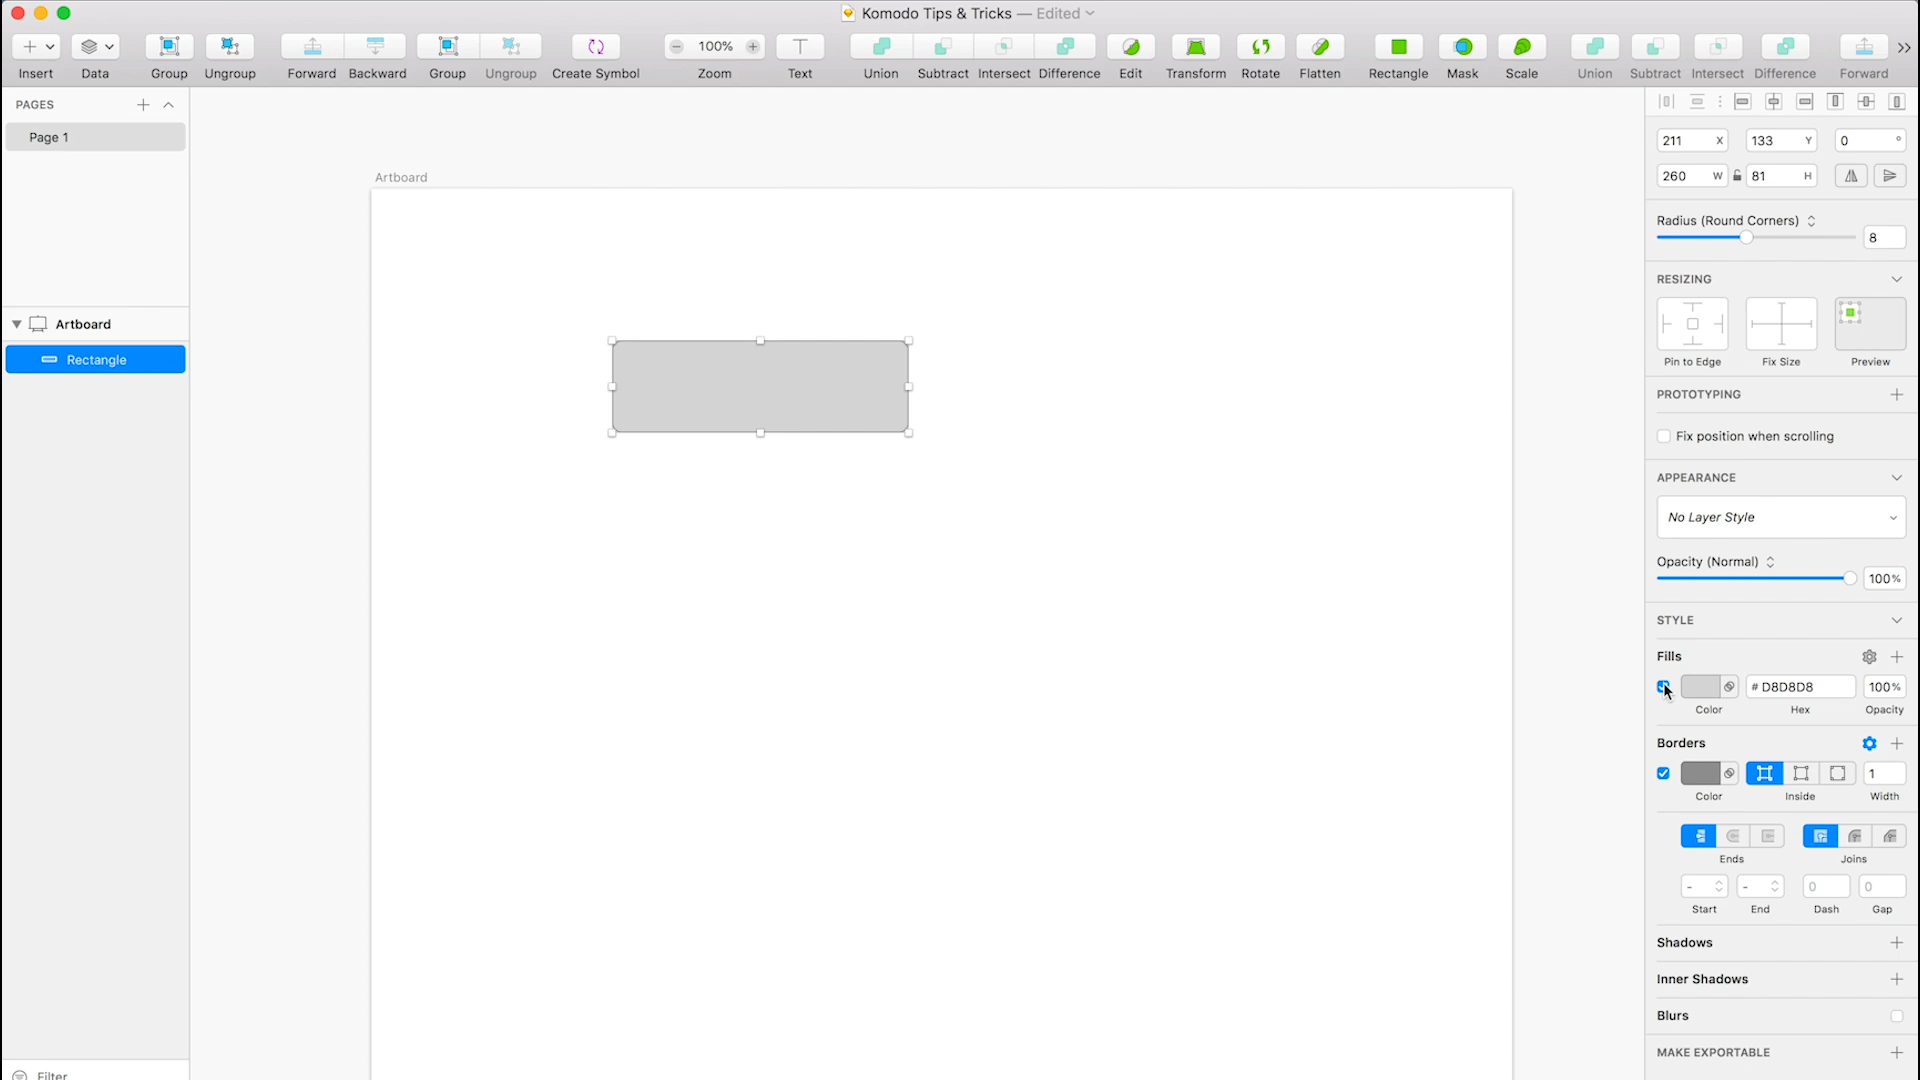 Komodo Tips & Tricks — Edited
100%
Insert Data Group Ungroup Forward Backward Group Ungroup Create Symbol Zoom Text Union Subtract Intersect Difference Edit Transform Rotate Flatten Rectangle Mask Scale Union Subtract Intersect Difference Forward
PAGES
Page 1
Artboard
Rectangle
Filter
Artboard
211 X 133 Y 0 °
260 W 81 H
Radius (Round Corners)
8
RESIZING
Pin to Edge Fix Size Preview
PROTOTYPING
Fix position when scrolling
APPEARANCE
No Layer Style
Opacity (Normal)
100%
STYLE
Fills
# D8D8D8 100%
Color Hex Opacity
Borders
1
Color Inside Width
Ends Joins
- - 0 0
Start End Dash Gap
Shadows
Inner Shadows
Blurs
MAKE EXPORTABLE